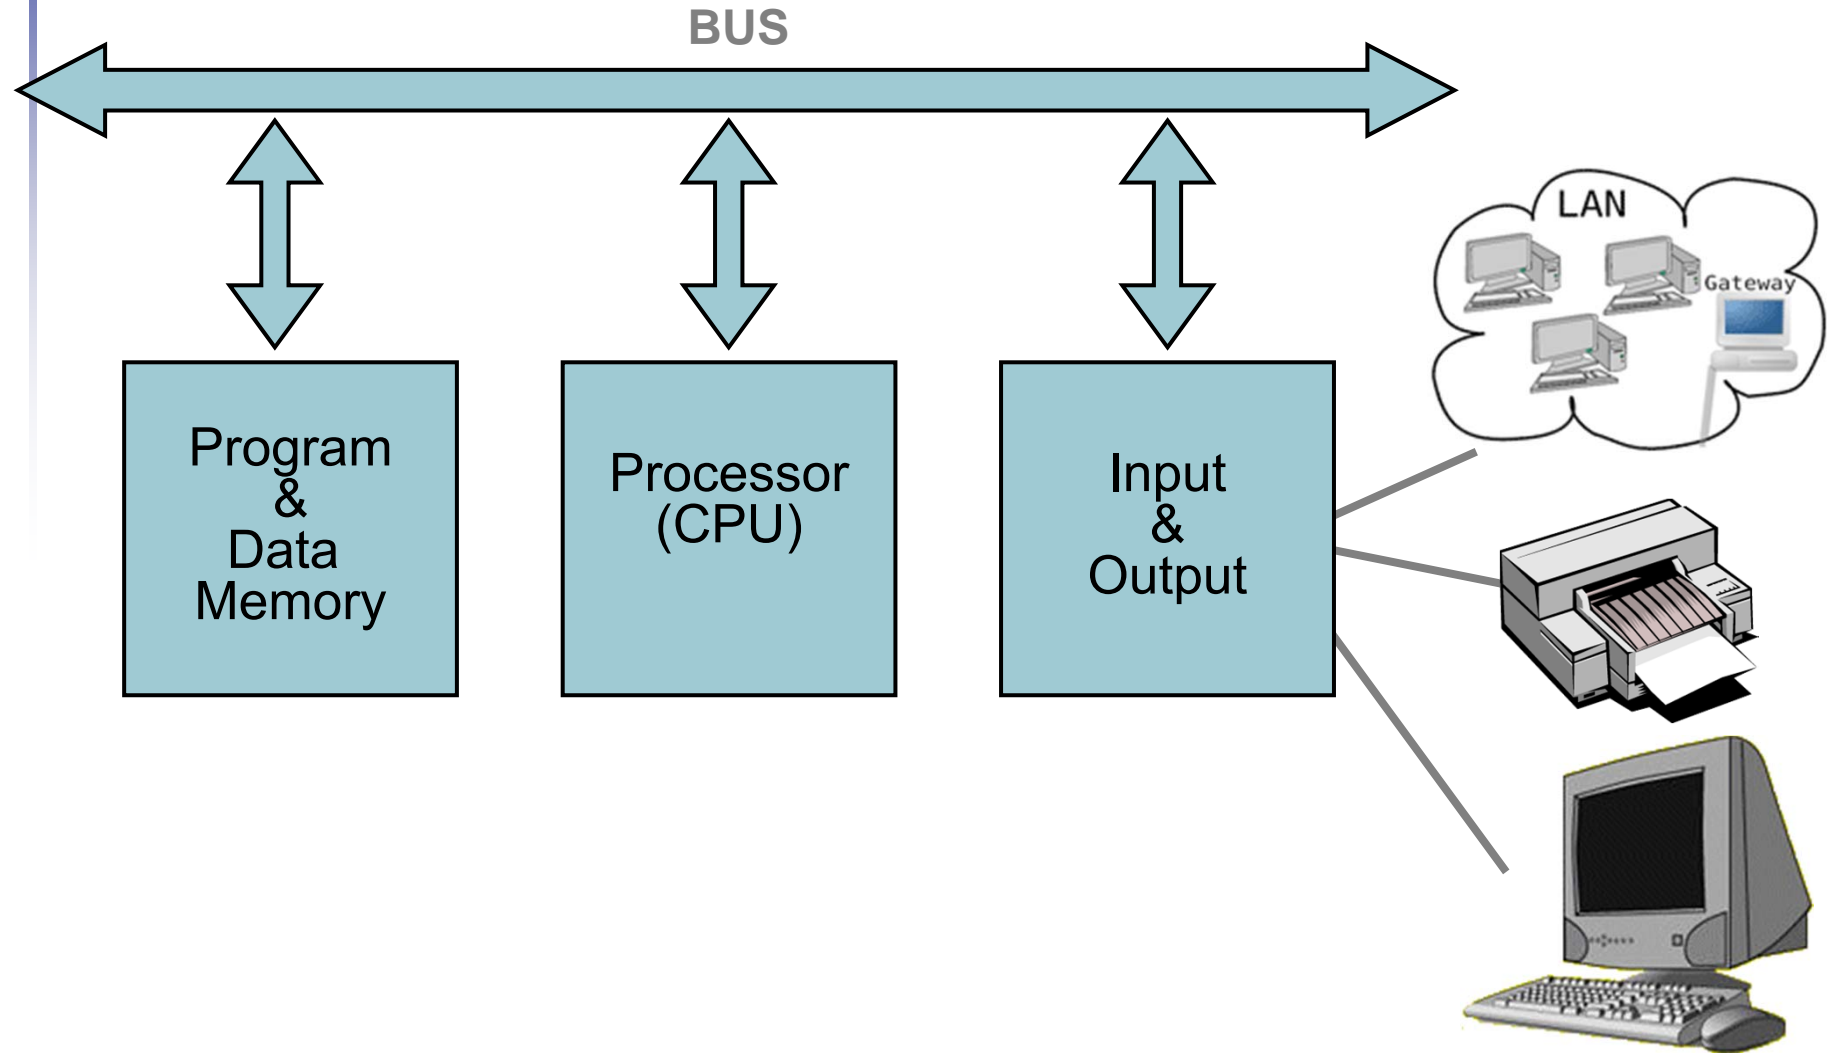 BUS
LAN
Gateway
Program
&
Data
Memory
Processor
(CPU)
Input
&
Output